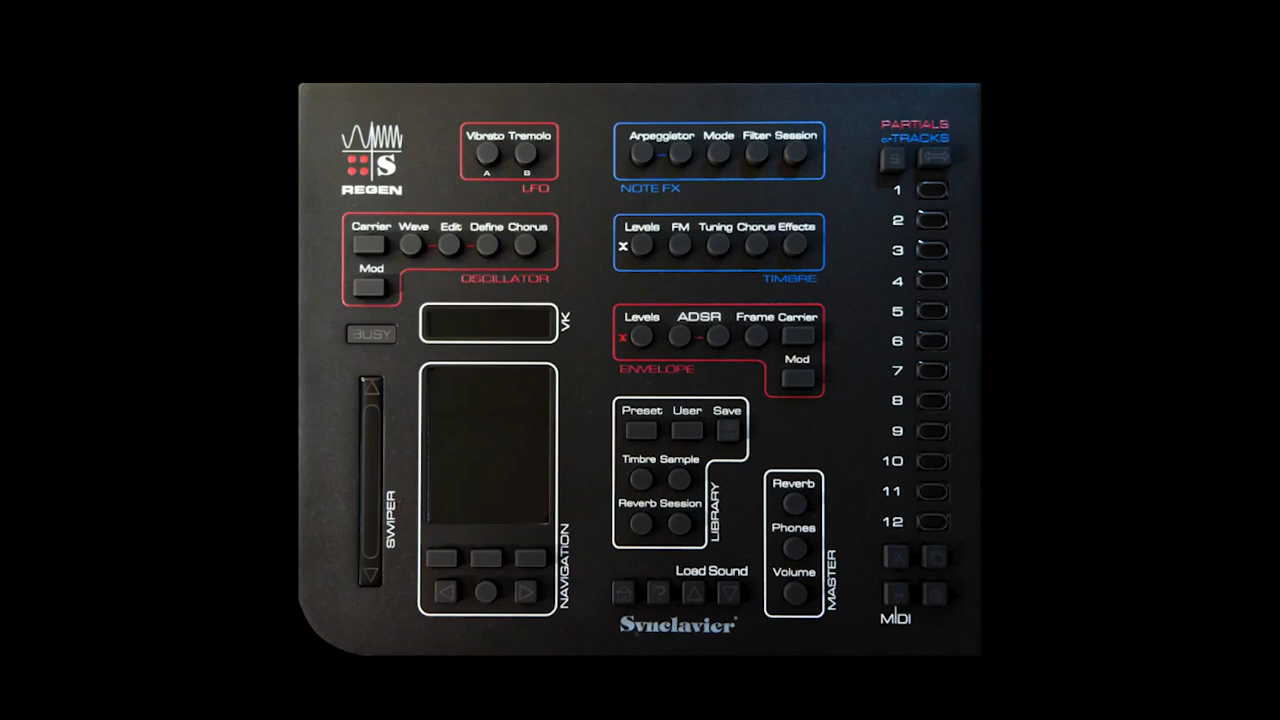 S
REGEN
Vibrato Tremolo
A B
LFO
Carrier Wave Edit Define Chorus
Mod
OSCILLATOR
BUSY
VK
SWIPER
NAVIGATION
Arpeggiator Mode Filter Session
NOTE FX
Levels FM Tuning Chorus Effects
x
TIMBRE
Levels ADSR Frame Carrier
x
Mod
ENVELOPE
Preset User Save
Timbre Sample
Reverb Session
LIBRARY
Reverb
Phones
Volume
MASTER
Load Sound
?
Synclavier®
PARTIALS
or TRACKS
S
1
2
3
4
5
6
7
8
9
10
11
12
MIDI